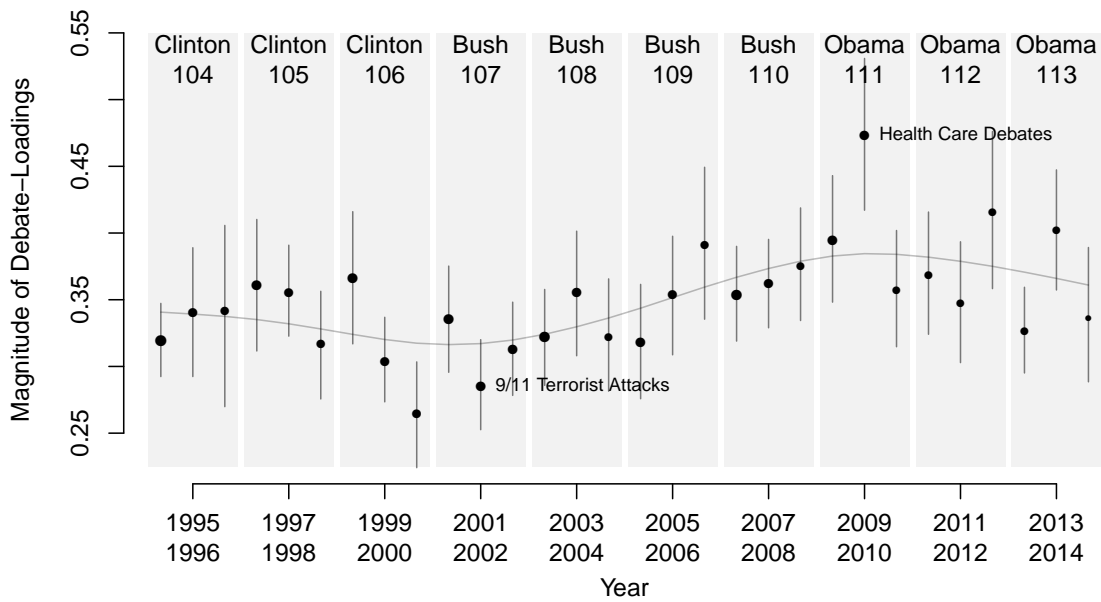 Magnitude of Debate−Loadings
0.55
0.45
0.35
0.25
Clinton
104
Clinton
105
Clinton
106
Bush
107
Bush
108
Bush
109
Bush
110
Obama
111
Obama
112
Obama
113
Health Care Debates
9/11 Terrorist Attacks
1995
1996
1997
1998
1999
2000
2001
2002
2003
2004
2005
2006
2007
2008
2009
2010
2011
2012
2013
2014
Year